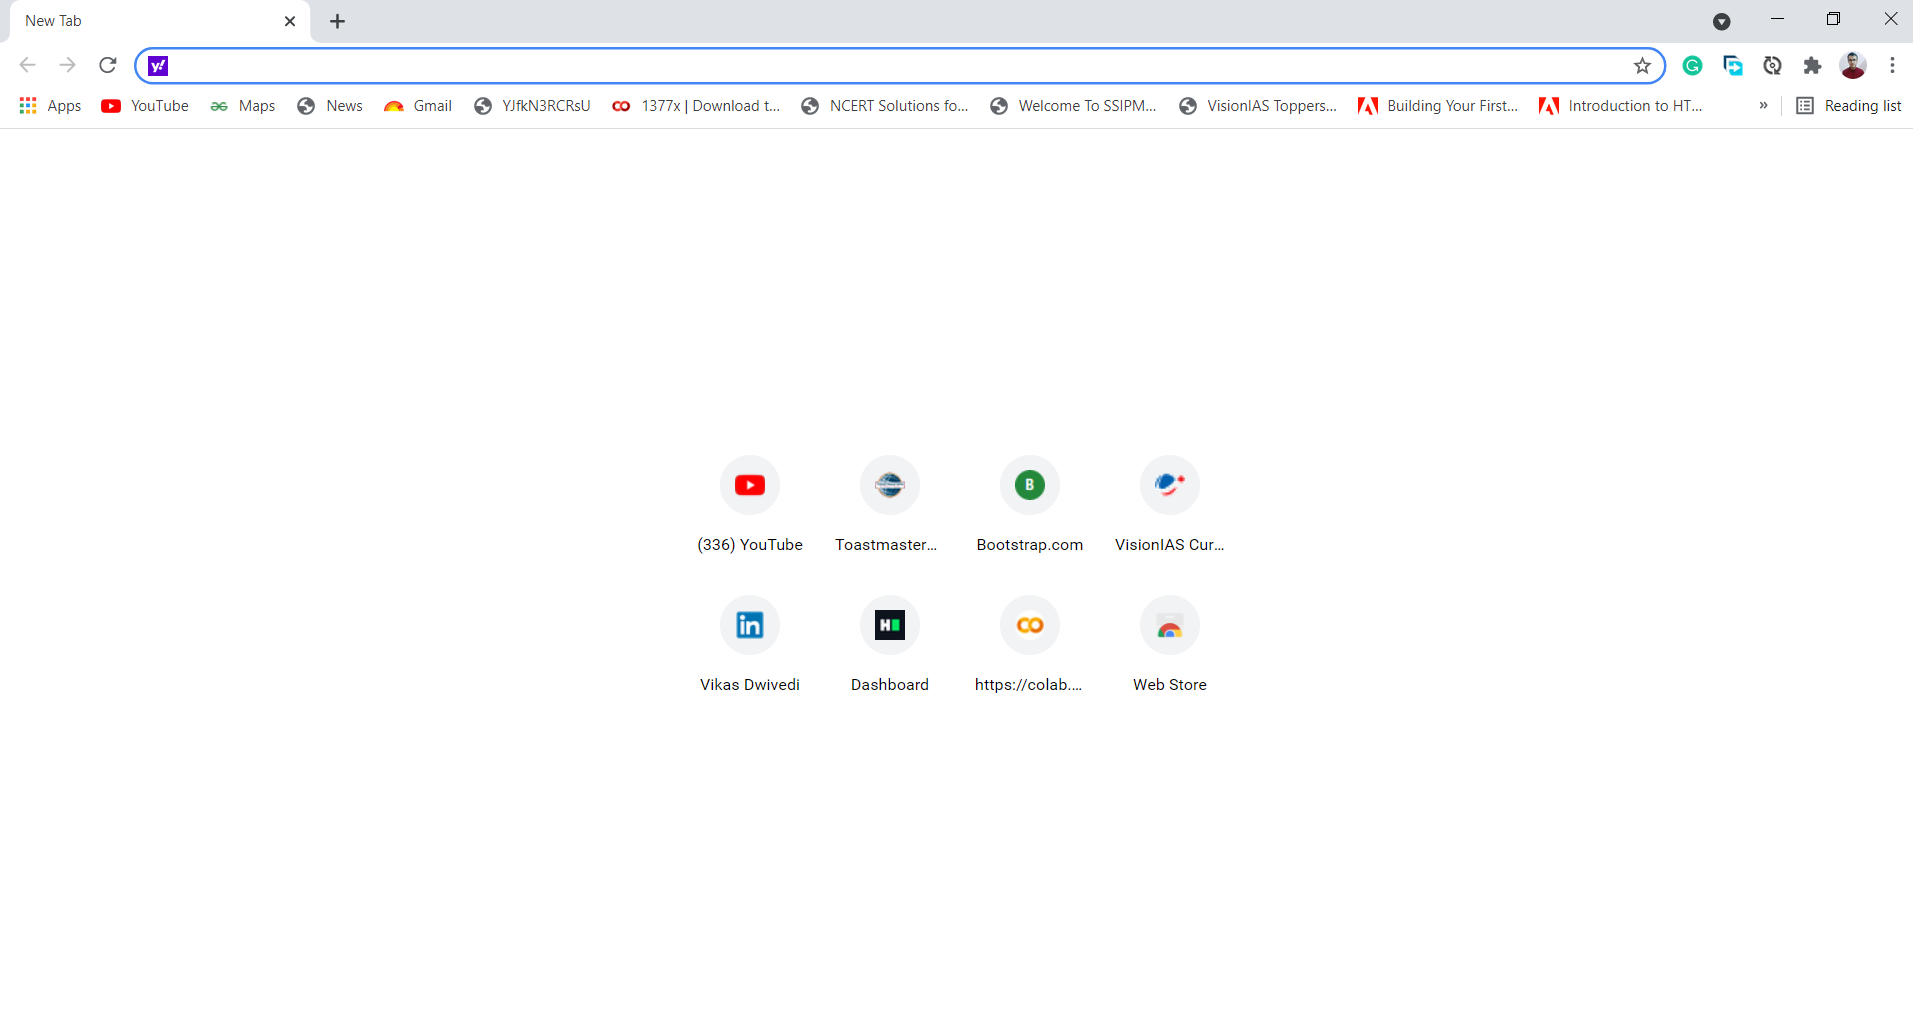 New Tab
y!
Apps YouTube Maps News Gmail YJfkN3RCRsU 1377x | Download t... NCERT Solutions fo... Welcome To SSIPM... VisionIAS Toppers... Building Your First... Introduction to HT... » Reading list
B
(336) YouTube Toastmaster... Bootstrap.com VisionIAS Cur...
in H
Vikas Dwivedi Dashboard https://colab.... Web Store